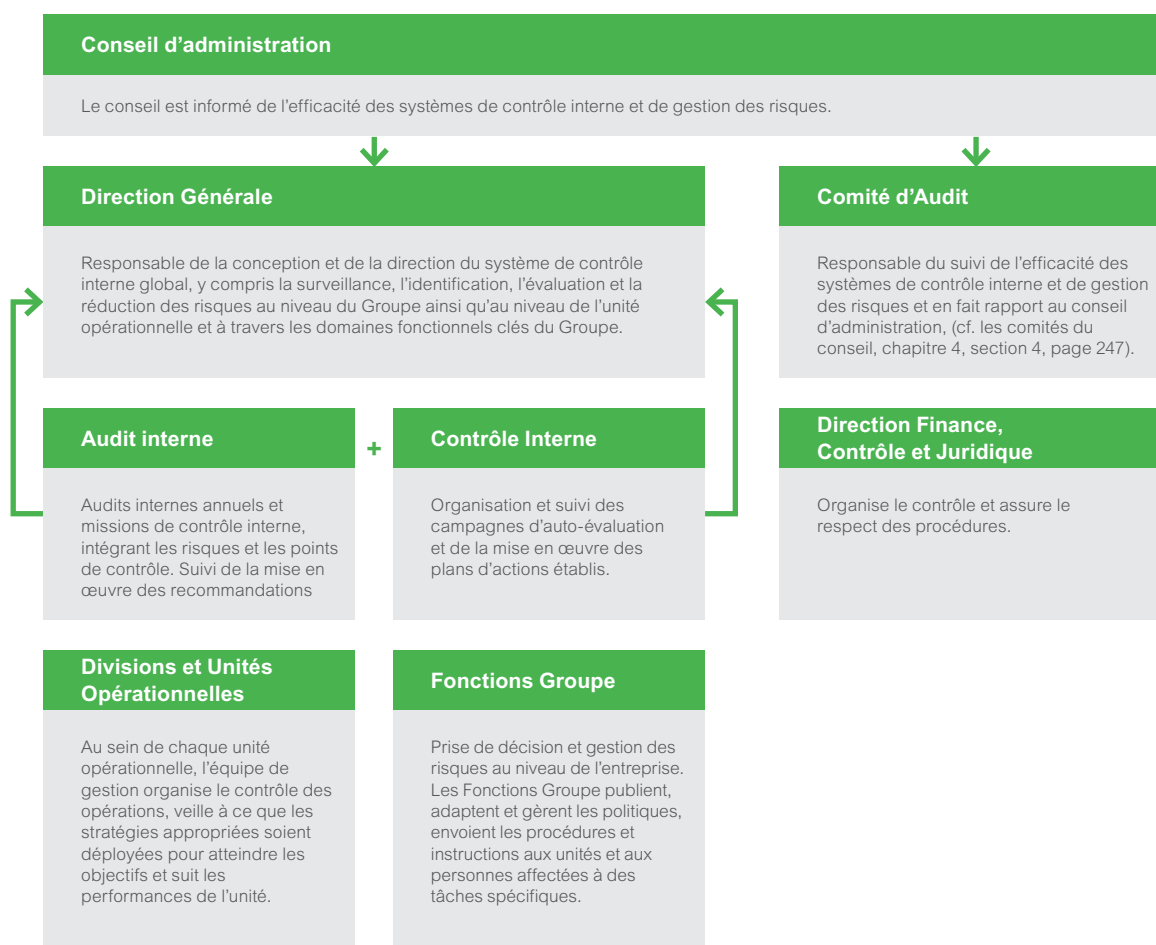 Conseil d’administration
Le conseil est informé de l’efficacité des systèmes de contrôle interne et de gestion des risques.
Direction Générale
Responsable de la conception et de la direction du système de contrôle
interne global, y compris la surveillance, l’identification, l’évaluation et la
réduction des risques au niveau du Groupe ainsi qu’au niveau de l’unité
opérationnelle et à travers les domaines fonctionnels clés du Groupe.
Comité d’Audit
Responsable du suivi de l’efficacité des
systèmes de contrôle interne et de gestion
des risques et en fait rapport au conseil
d’administration, (cf. les comités du
conseil, chapitre 4, section 4, page 247).
Audit interne
Audits internes annuels et
missions de contrôle interne,
intégrant les risques et les points
de contrôle. Suivi de la mise en
œuvre des recommandations
+
Contrôle Interne
Organisation et suivi des
campagnes d’auto-évaluation
et de la mise en œuvre des
plans d’actions établis.
Direction Finance,
Contrôle et Juridique
Organise le contrôle et assure le
respect des procédures.
Divisions et Unités
Opérationnelles
Au sein de chaque unité
opérationnelle, l’équipe de
gestion organise le contrôle des
opérations, veille à ce que les
stratégies appropriées soient
déployées pour atteindre les
objectifs et suit les
performances de l’unité.
Fonctions Groupe
Prise de décision et gestion des
risques au niveau de l’entreprise.
Les Fonctions Groupe publient,
adaptent et gèrent les politiques,
envoient les procédures et
instructions aux unités et aux
personnes affectées à des
tâches spécifiques.